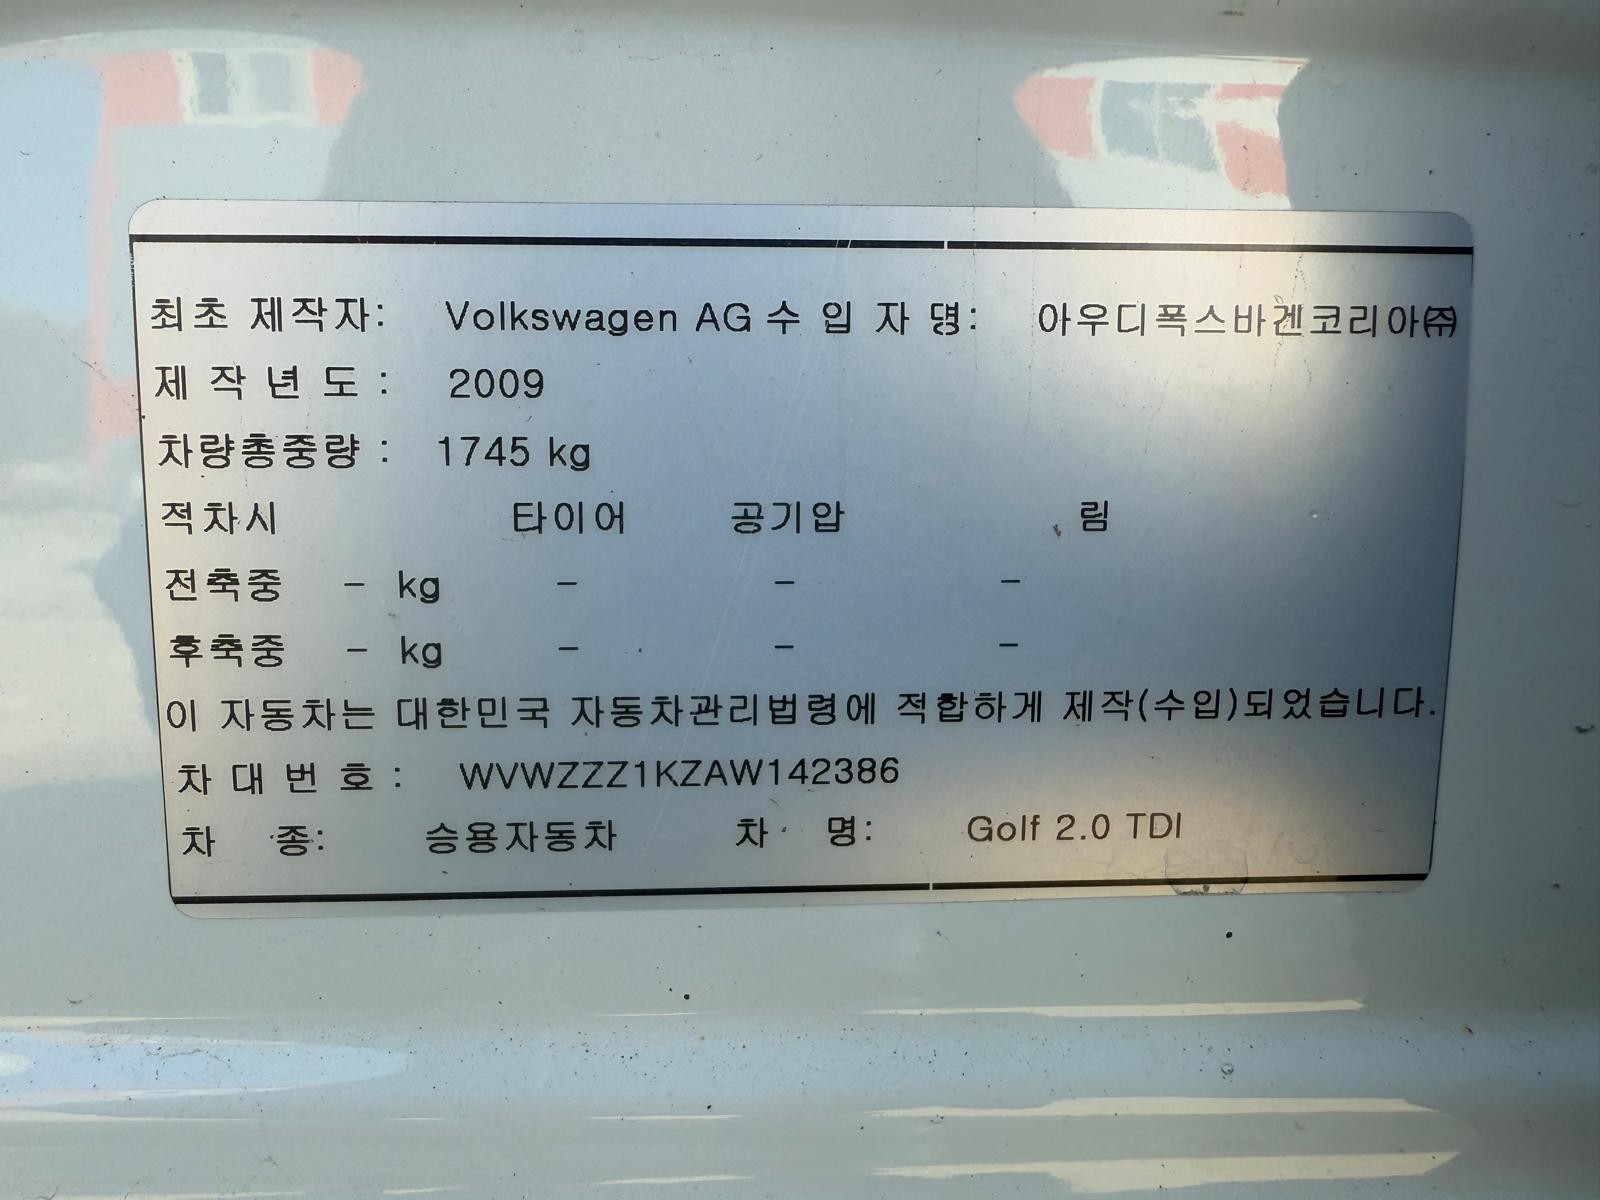 최초 제작자: Volkswagen AG 수 입 자 명: 아우디폭스바겐코리아㈜
제 작 년 도 : 2009
차량총중량 : 1745 kg
적차시 타이어 공기압 림
전축중 - kg - - -
후축중 - kg - - -
이 자동차는 대한민국 자동차관리법령에 적합하게 제작(수입)되었습니다.
차 대 번 호 : WVWZZZ1KZAW142386
차 종: 승용자동차 차 명: Golf 2.0 TDI